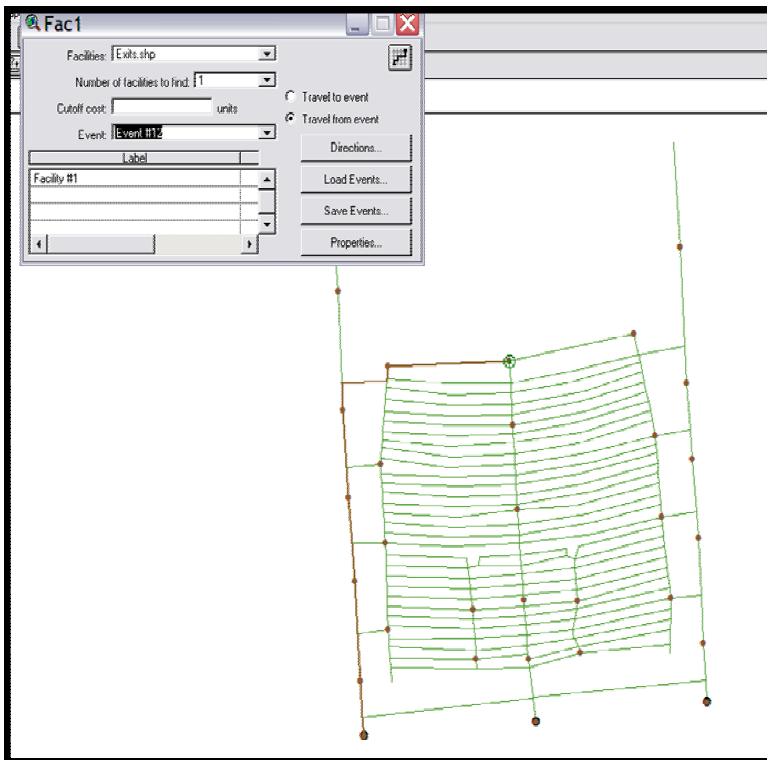 Fac1
Facilities: Exits.shp
Number of facilities to find: 1
Cutoff cost: units
Event: Event #12
Travel to event
Travel from event
Label
Facility #1
Directions...
Load Events...
Save Events...
Properties...